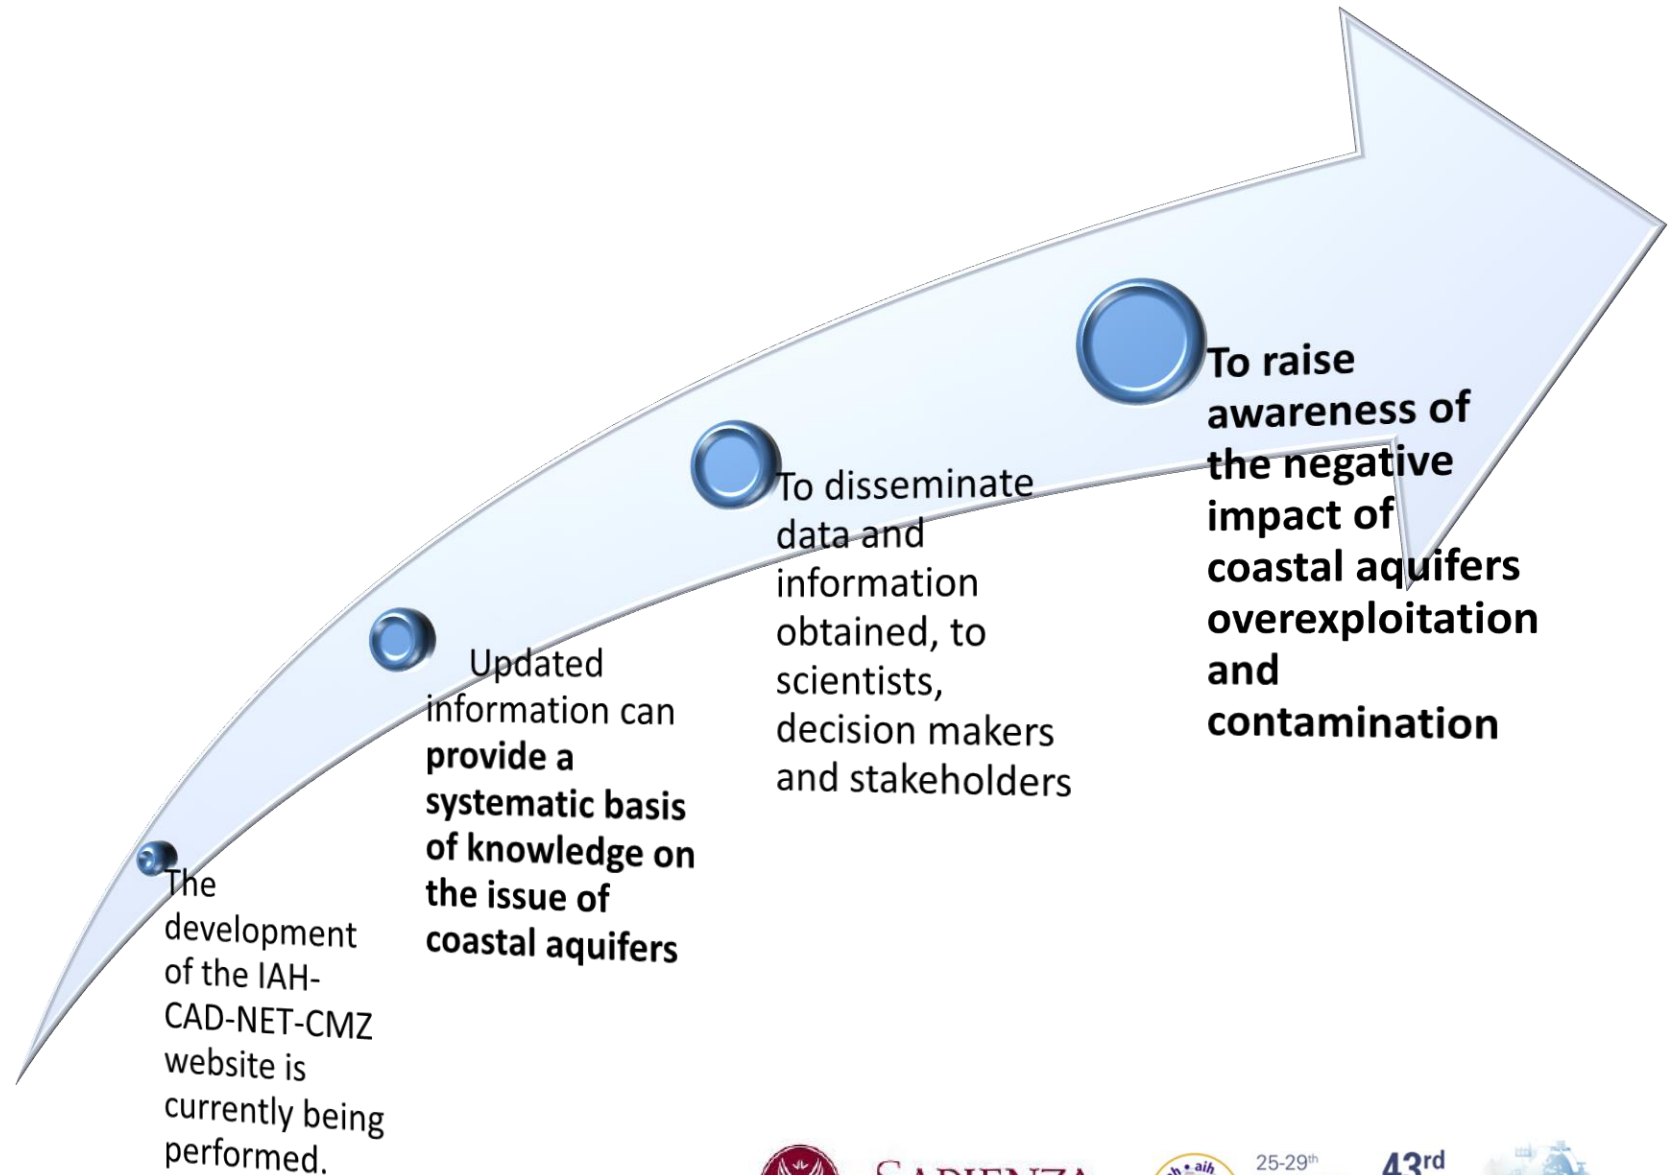 The
development
of the IAH-
CAD-NET-CMZ
website is
currently being
performed.
Updated
information can
provide a
systematic basis
of knowledge on
the issue of
coastal aquifers
To disseminate
data and
information
obtained, to
scientists,
decision makers
and stakeholders
To raise
awareness of
the negative
impact of
coastal aquifers
overexploitation
and
contamination
SAPIENZA
aih
25-29th
43rd